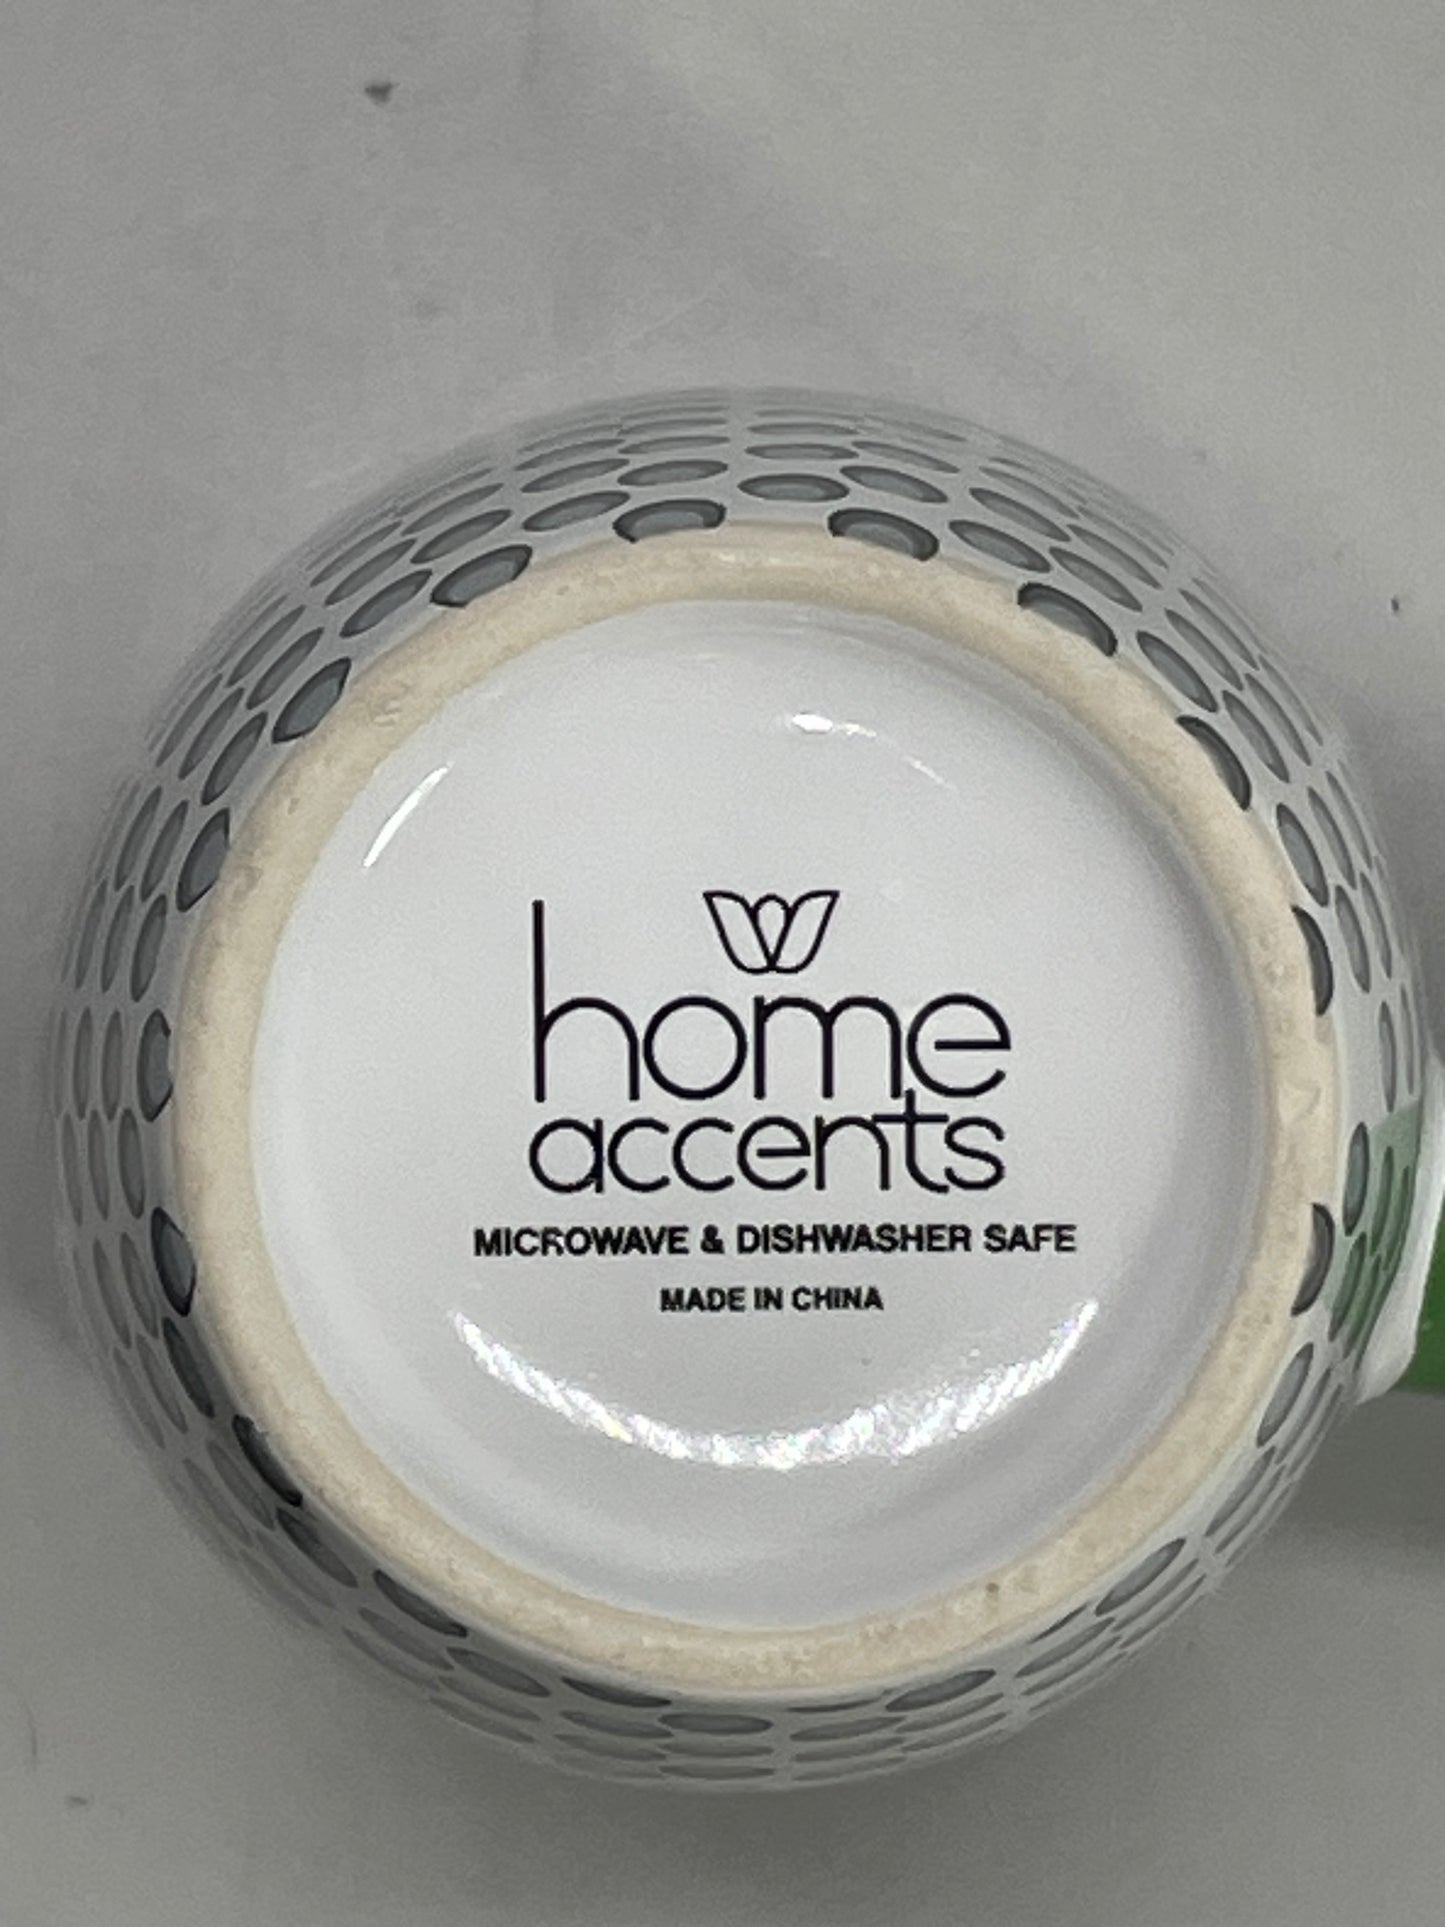 home
accents
MICROWAVE & DISHWASHER SAFE
MADE IN CHINA